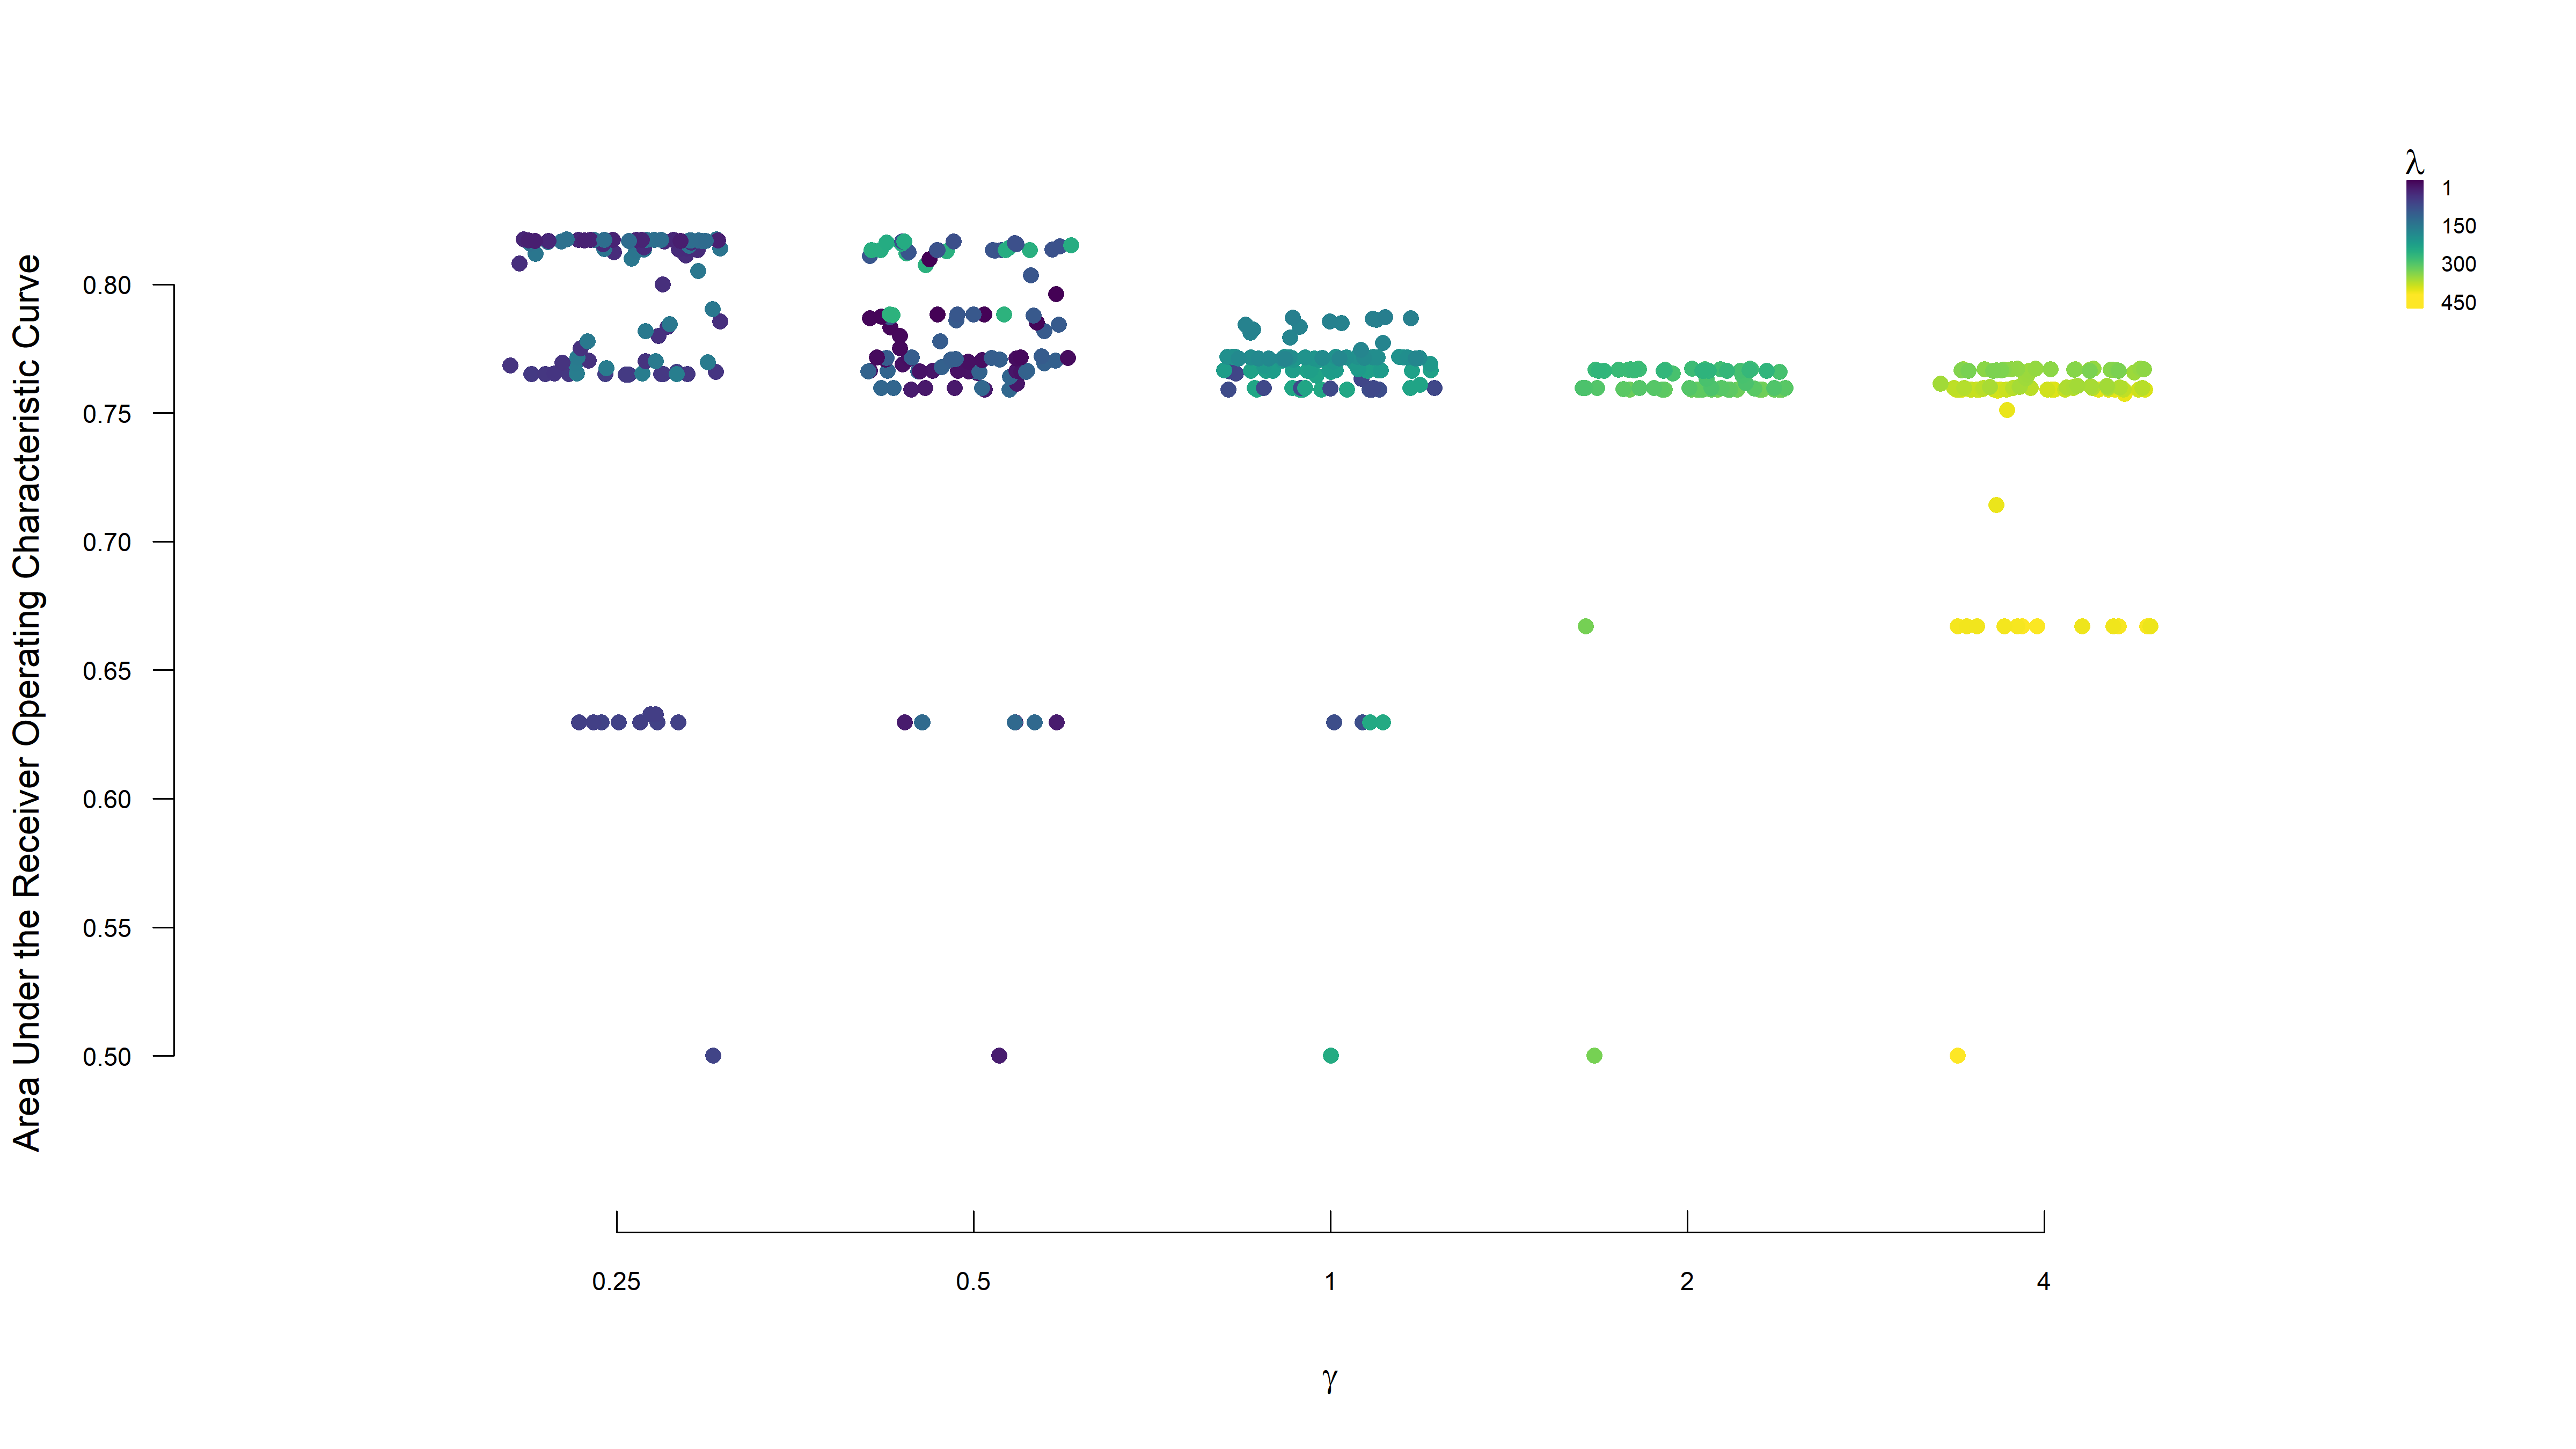 λ
1
150
300
450
Area Under the Receiver Operating Characteristic Curve
0.80
0.75
0.70
0.65
0.60
0.55
0.50
0.25 0.5 1 2 4
γ